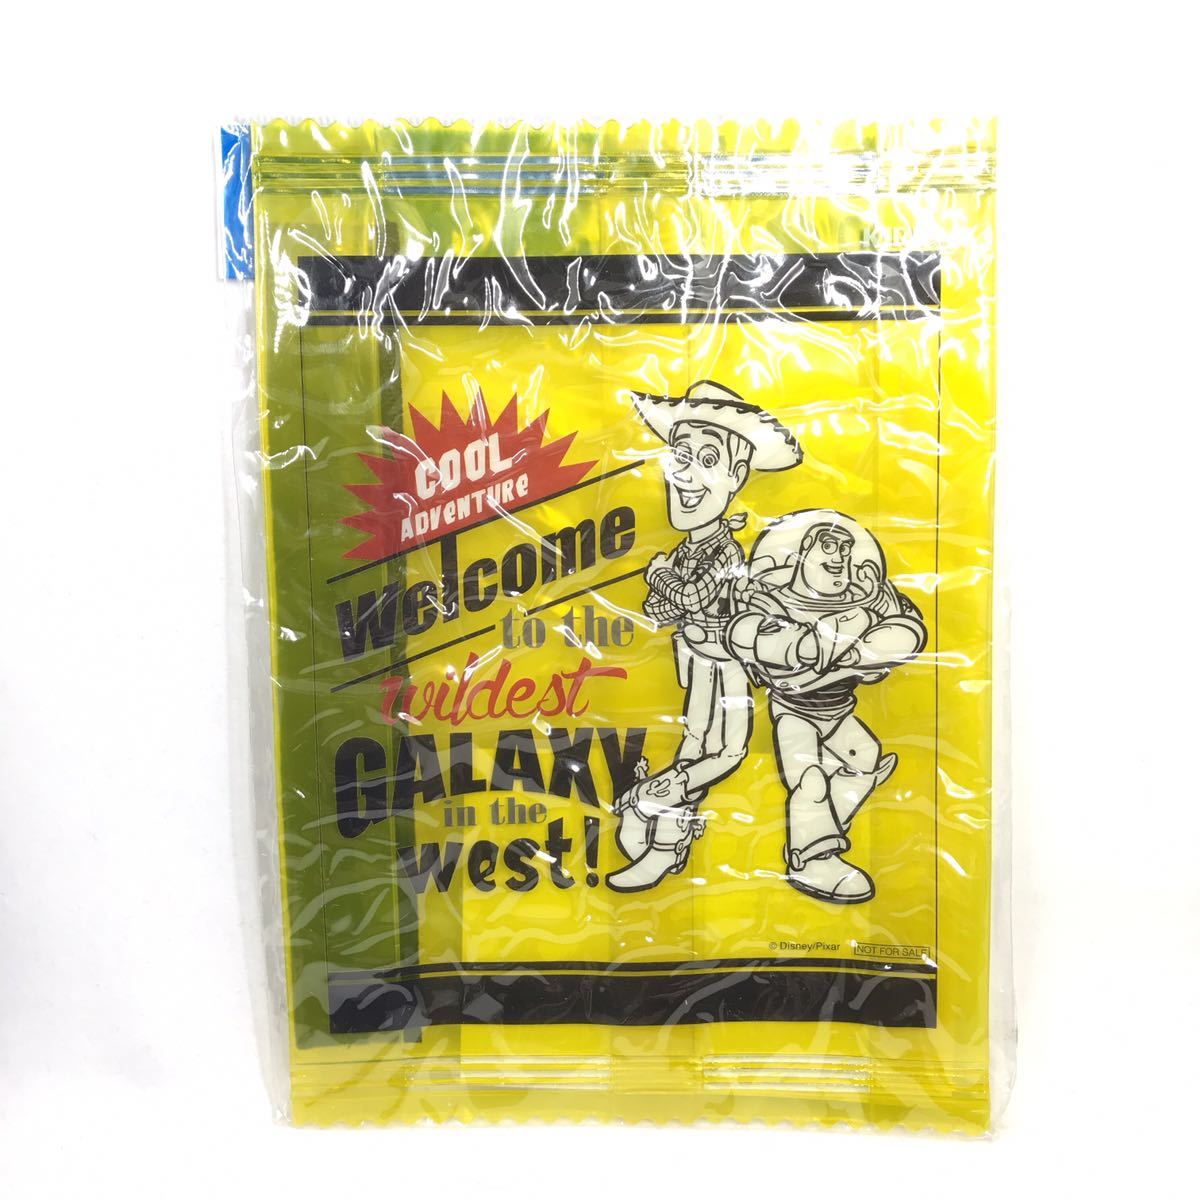 COOL
ADVENTURE
Welcome
to the
wildest
GALAXY
in the
west!
© Disney/Pixar
NOT FOR SALE